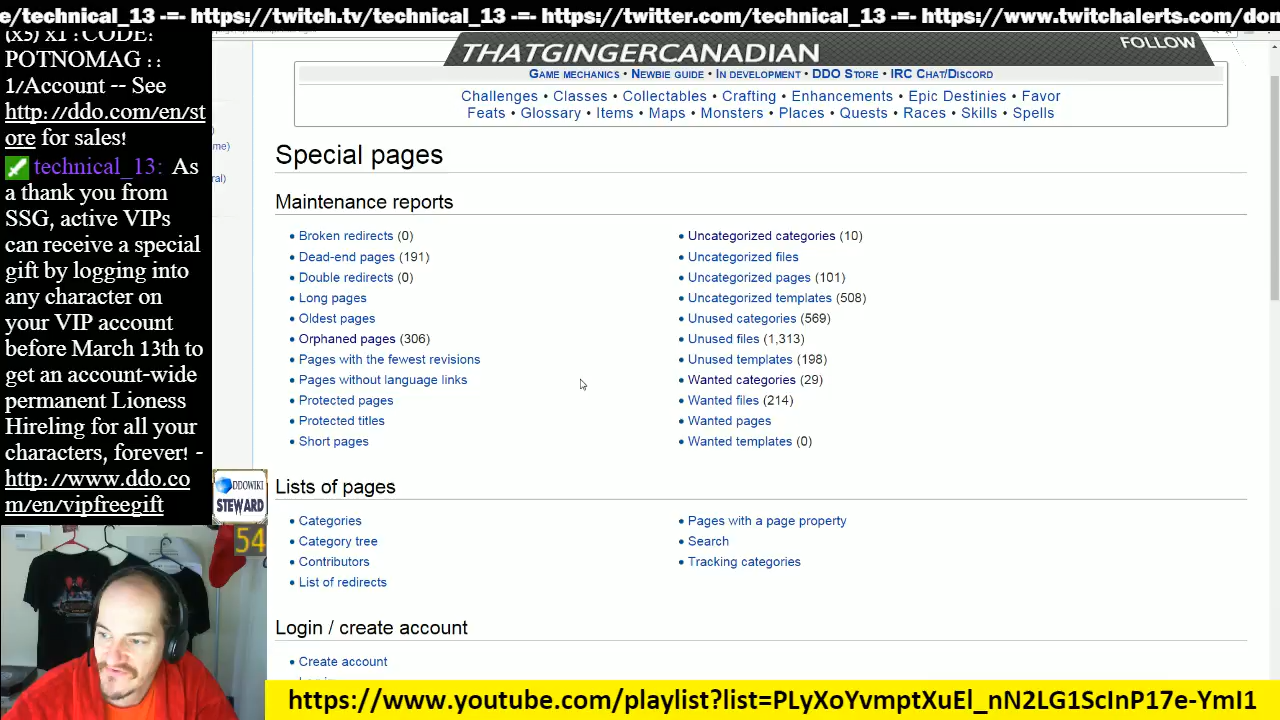 e/technical_13 -=- https://twitch.tv/technical_13 -=- https://twitter.com/technical_13 -=- https://www.twitchalerts.com/don
(x5) x1 :CODE:
POTNOMAG : :
1/Account -- See
http://ddo.com/en/st
ore for sales!
technical_13: As
a thank you from
SSG, active VIPs
can receive a special
gift by logging into
any character on
your VIP account
before March 13th to
get an account-wide
permanent Lioness
Hireling for all your
characters, forever! -
http://www.ddo.co
m/en/vipfreegift
me)
ral)
DDOWIKI
STEWARD
54
THATGINGERCANADIAN
FOLLOW
Game mechanics • Newbie guide • In development • DDO Store • IRC Chat/Discord
Challenges • Classes • Collectables • Crafting • Enhancements • Epic Destinies • Favor
Feats • Glossary • Items • Maps • Monsters • Places • Quests • Races • Skills • Spells
Special pages
Maintenance reports
• Broken redirects (0)
• Dead-end pages (191)
• Double redirects (0)
• Long pages
• Oldest pages
• Orphaned pages (306)
• Pages with the fewest revisions
• Pages without language links
• Protected pages
• Protected titles
• Short pages
• Uncategorized categories (10)
• Uncategorized files
• Uncategorized pages (101)
• Uncategorized templates (508)
• Unused categories (569)
• Unused files (1,313)
• Unused templates (198)
• Wanted categories (29)
• Wanted files (214)
• Wanted pages
• Wanted templates (0)
Lists of pages
• Categories
• Category tree
• Contributors
• List of redirects
• Pages with a page property
• Search
• Tracking categories
Login / create account
• Create account
https://www.youtube.com/playlist?list=PLyXoYvmptXuEl_nN2LG1ScInP17e-YmI1